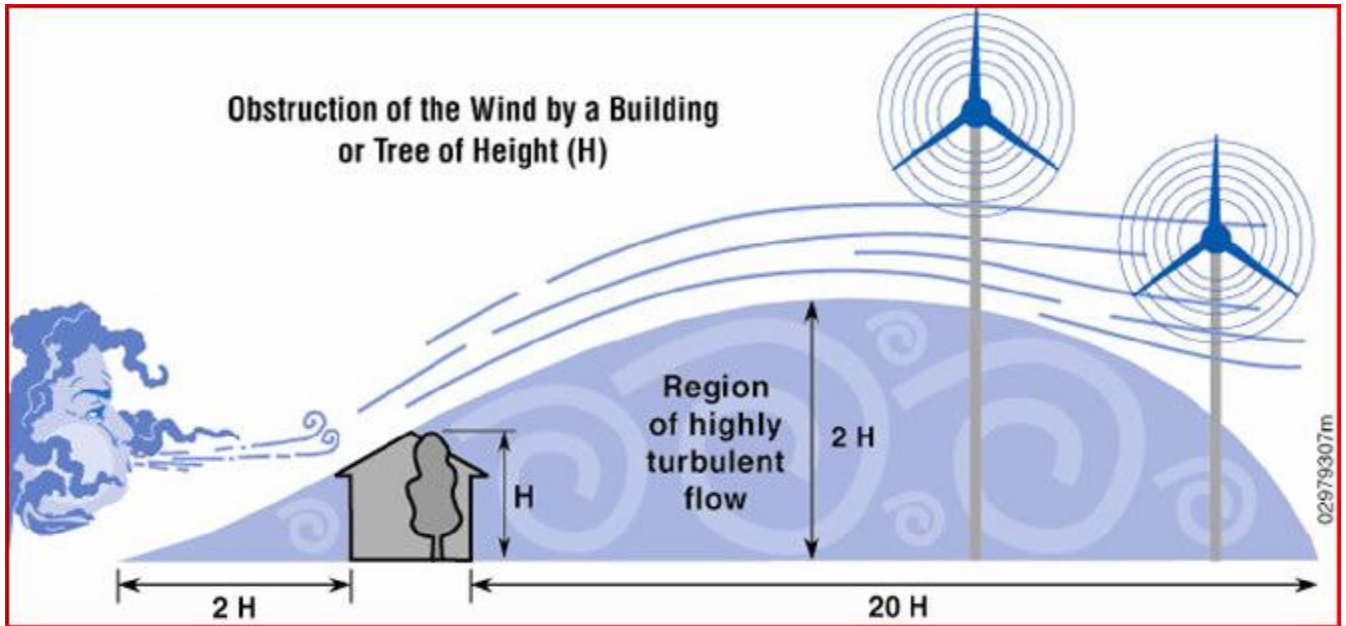 Obstruction of the Wind by a Building
or Tree of Height (H)
Region
of highly
turbulent
flow
2 H
H
2 H
20 H
02979307m